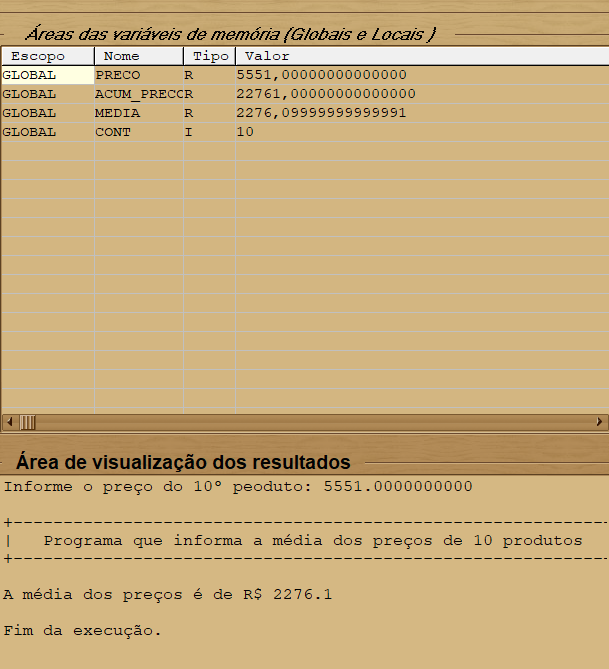 Áreas das variáveis de memória (Globais e Locais )
Escopo Nome Tipo Valor
GLOBAL PRECO R 5551,00000000000000
GLOBAL ACUM_PRECO R 22761,00000000000000
GLOBAL MEDIA R 2276,09999999999991
GLOBAL CONT I 10
Área de visualização dos resultados
Informe o preço do 10º peoduto: 5551.0000000000
+------------------------------------------------------------
| Programa que informa a média dos preços de 10 produtos
+------------------------------------------------------------
A média dos preços é de R$ 2276.1
Fim da execução.